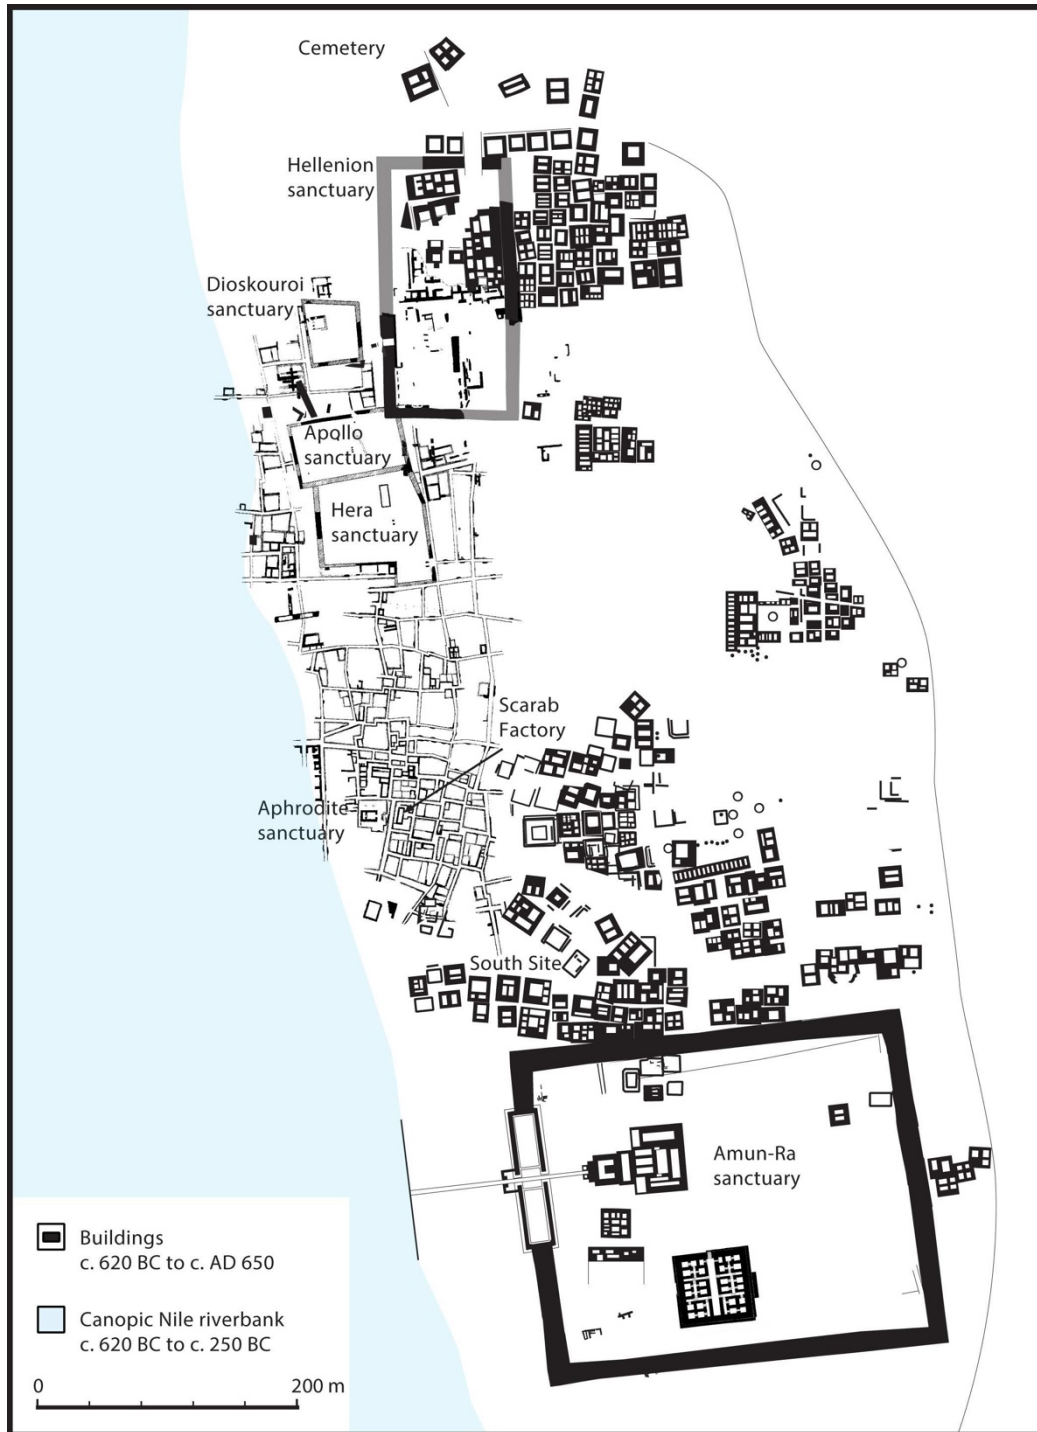 Cemetery
Hellenion
sanctuary
Dioskouroi
sanctuary
Apollo
sanctuary
Hera
sanctuary
Scarab
Factory
Aphrodite
sanctuary
South Site
Amun-Ra
sanctuary
Buildings
c. 620 BC to c. AD 650
Canopic Nile riverbank
c. 620 BC to c. 250 BC
0 200 m